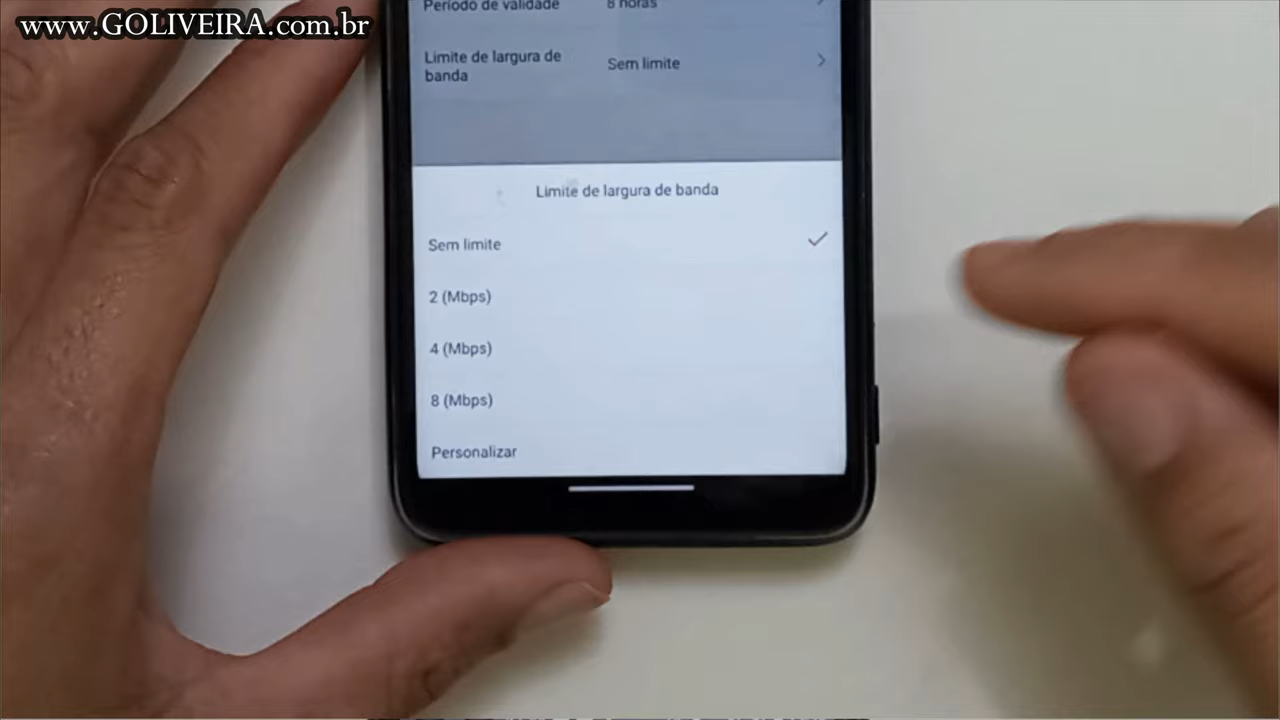 www.GOLIVEIRA.com.br
Período de validade 8 horas
Limite de largura de
banda
Sem limite
Limite de largura de banda
Sem limite
2 (Mbps)
4 (Mbps)
8 (Mbps)
Personalizar